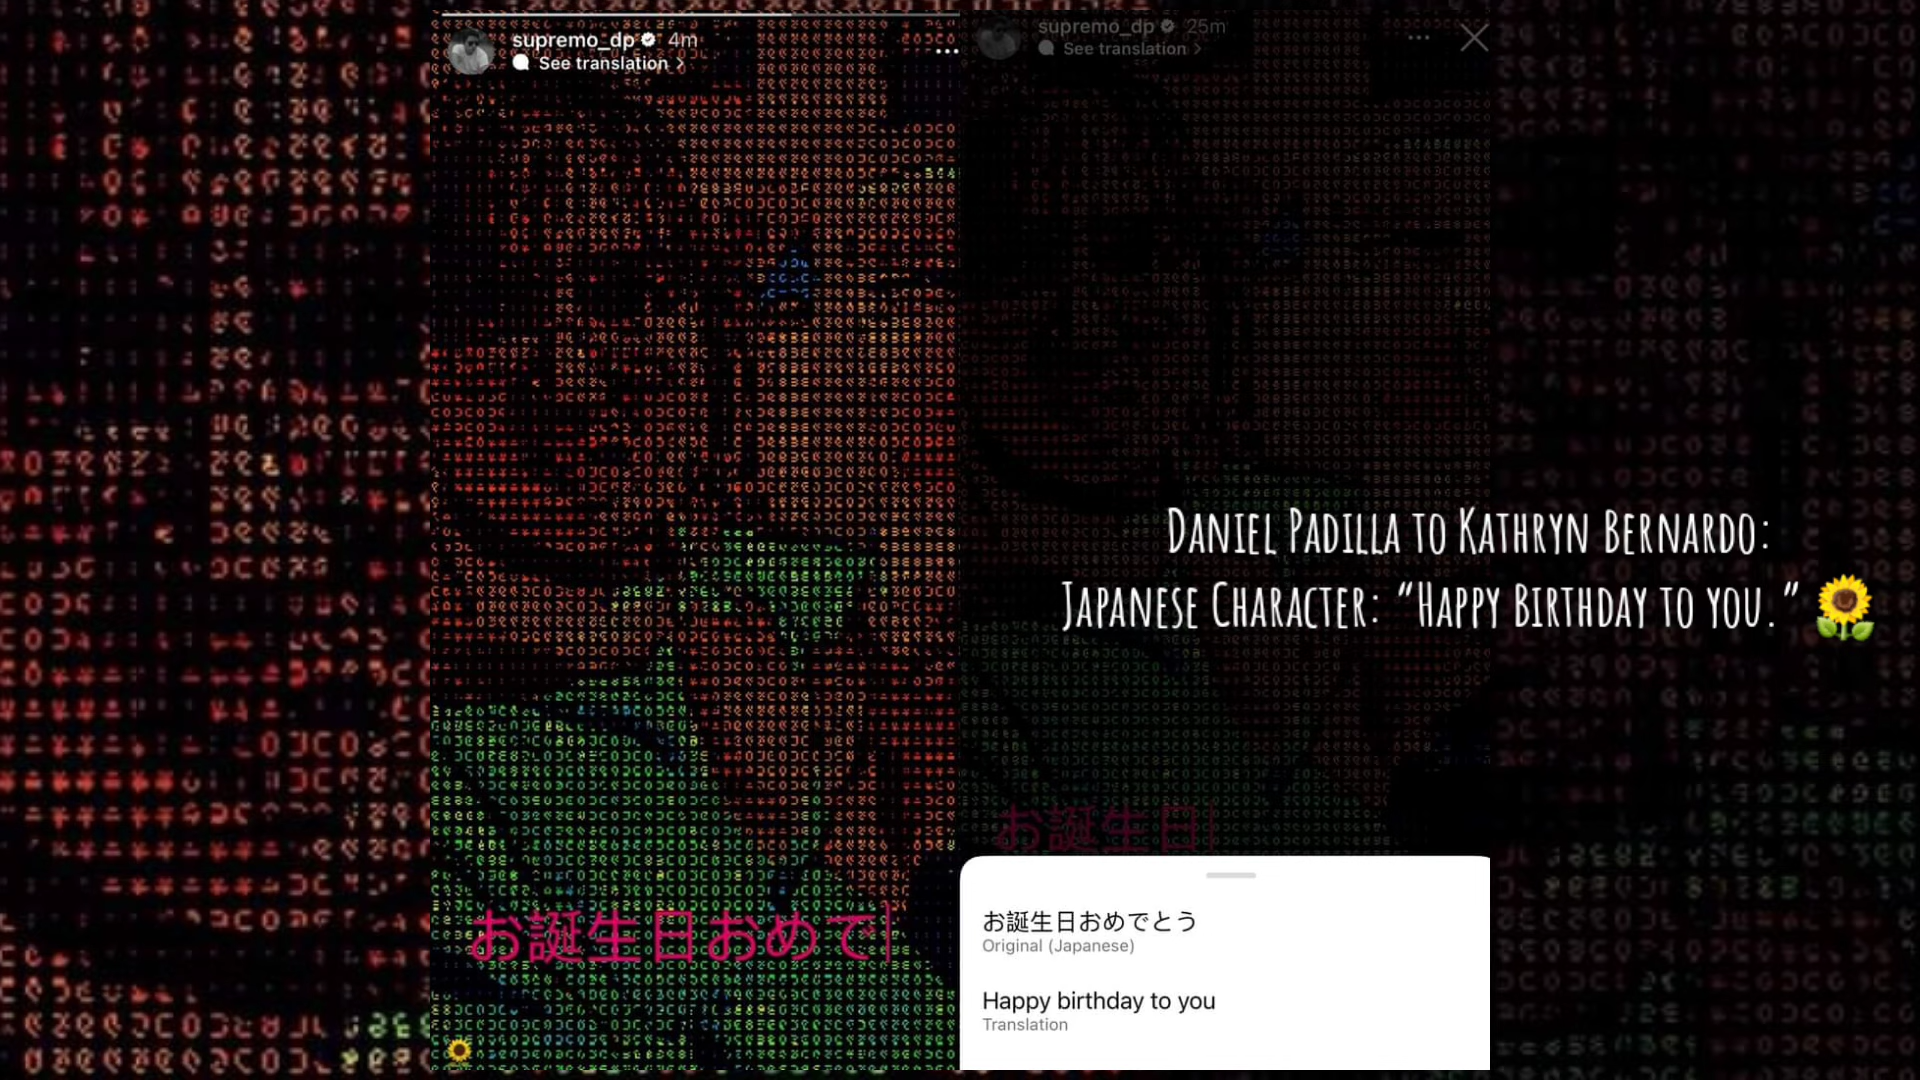 supremo_dp 4m
See translation
お誕生日おめで
supremo_dp 25m
See translation
お誕生日
お誕生日おめでとう
Original (Japanese)
Happy birthday to you
Translation
DANIEL PADILLA TO KATHRYN BERNARDO:
JAPANESE CHARACTER: “HAPPY BIRTHDAY TO YOU.” 🌻